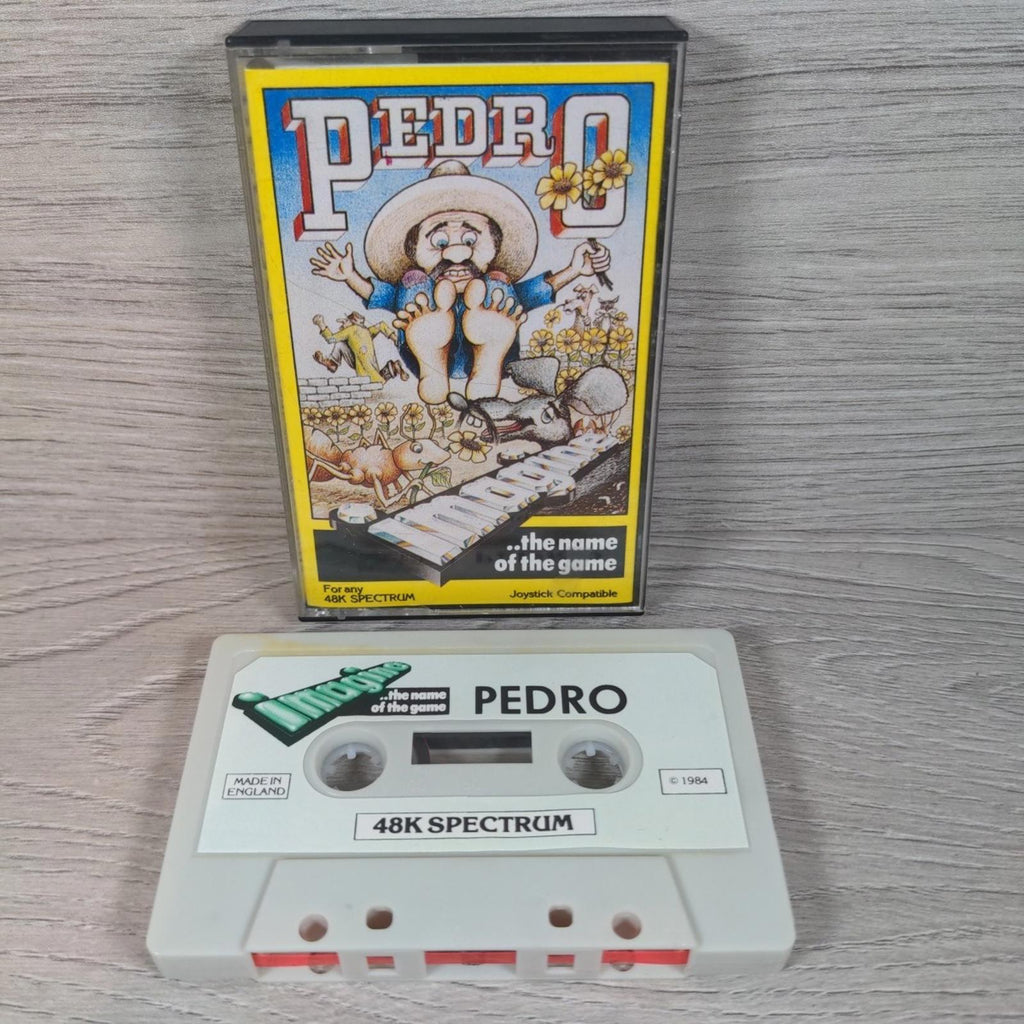 PEDRO
imagine
..the name
of the game
For any
48K SPECTRUM
Joystick Compatible
imagine
..the name
of the game
PEDRO
MADE IN
ENGLAND
© 1984
48K SPECTRUM